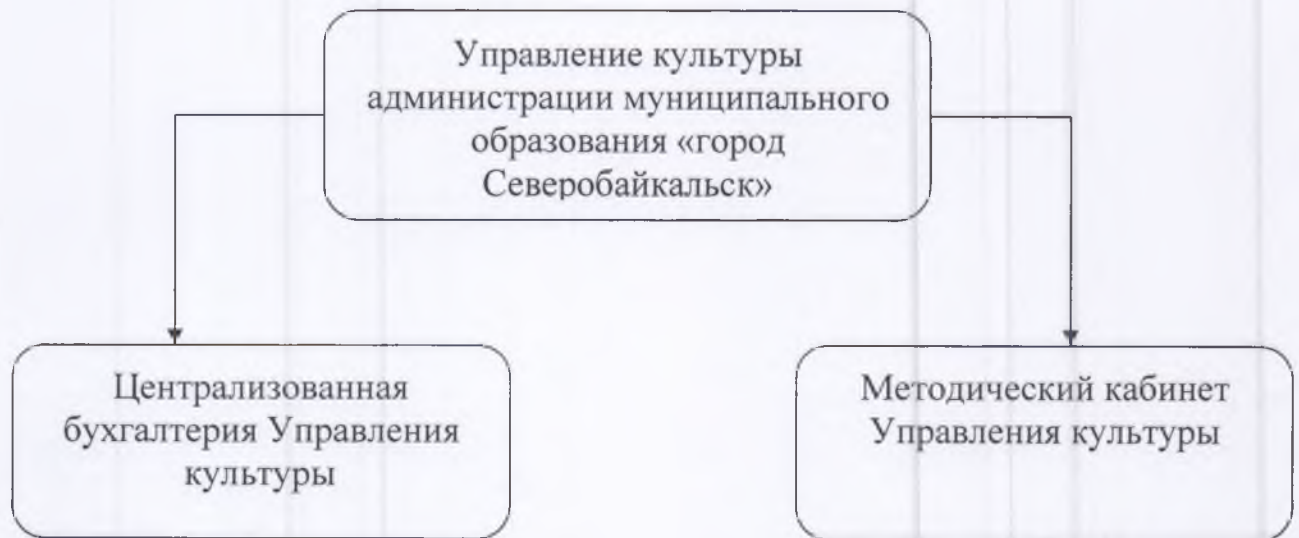 Управление культуры
администрации муниципального
образования «город
Северобайкальск»
Централизованная
бухгалтерия Управления
культуры
Методический кабинет
Управления культуры